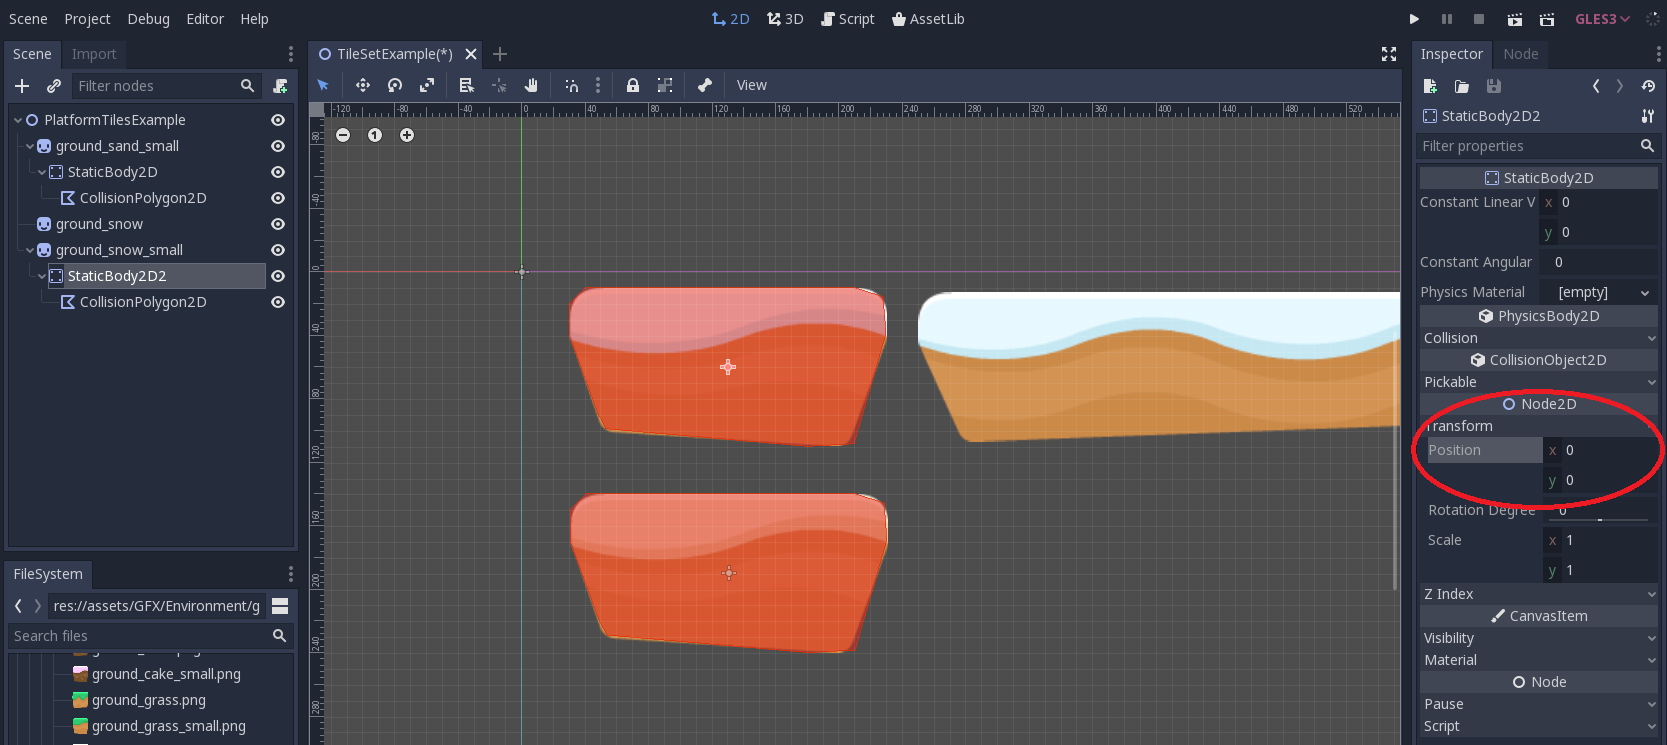 Scene Project Debug Editor Help
2D 3D Script AssetLib
GLES3
Scene Import
Filter nodes
PlatformTilesExample
ground_sand_small
StaticBody2D
CollisionPolygon2D
ground_snow
ground_snow_small
StaticBody2D2
CollisionPolygon2D
FileSystem
res://assets/GFX/Environment/g
Search files
ground_cake_small.png
ground_grass.png
ground_grass_small.png
TileSetExample(*)
View
-120 -80 -40 0 40 80 120 160 200 240 280 320 360 400 440 480 520
-80
-40
0
40
80
120
160
200
240
280
1
Inspector Node
StaticBody2D2
Filter properties
StaticBody2D
Constant Linear V x 0
y 0
Constant Angular 0
Physics Material [empty]
PhysicsBody2D
Collision
CollisionObject2D
Pickable
Node2D
Transform
Position x 0
y 0
Rotation Degree 0
Scale x 1
y 1
Z Index
CanvasItem
Visibility
Material
Node
Pause
Script